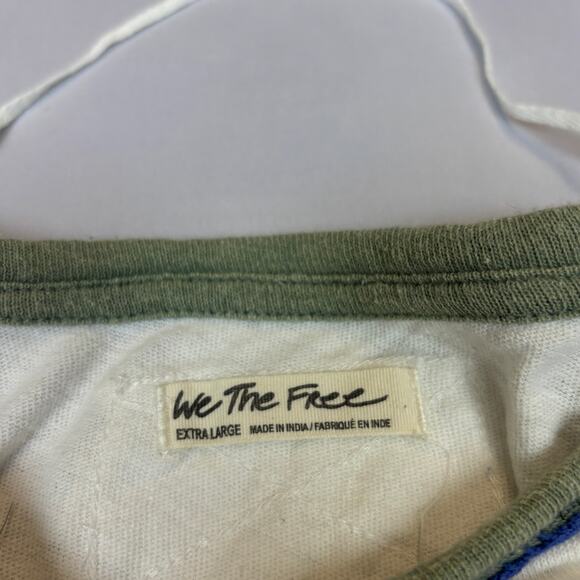 We The Free
EXTRA LARGE MADE IN INDIA / FABRIQUÉ EN INDE